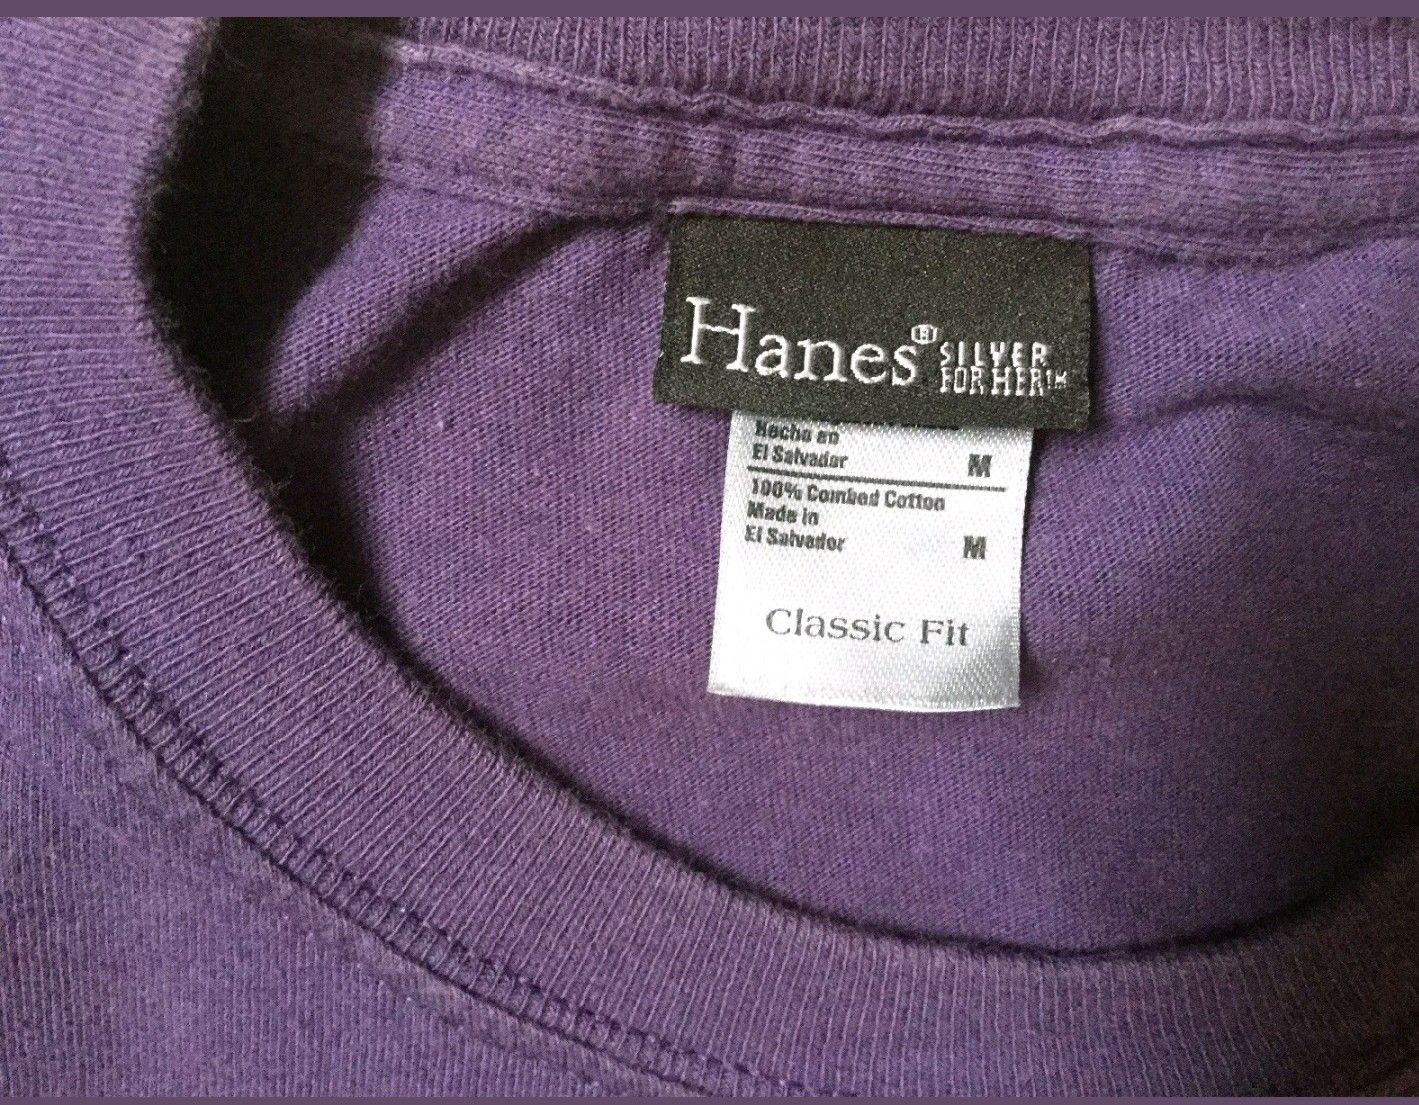 Hanes® SILVER
FOR HER™
Hecho en
El Salvador M
100% Combed Cotton
Made in
El Salvador M
Classic Fit